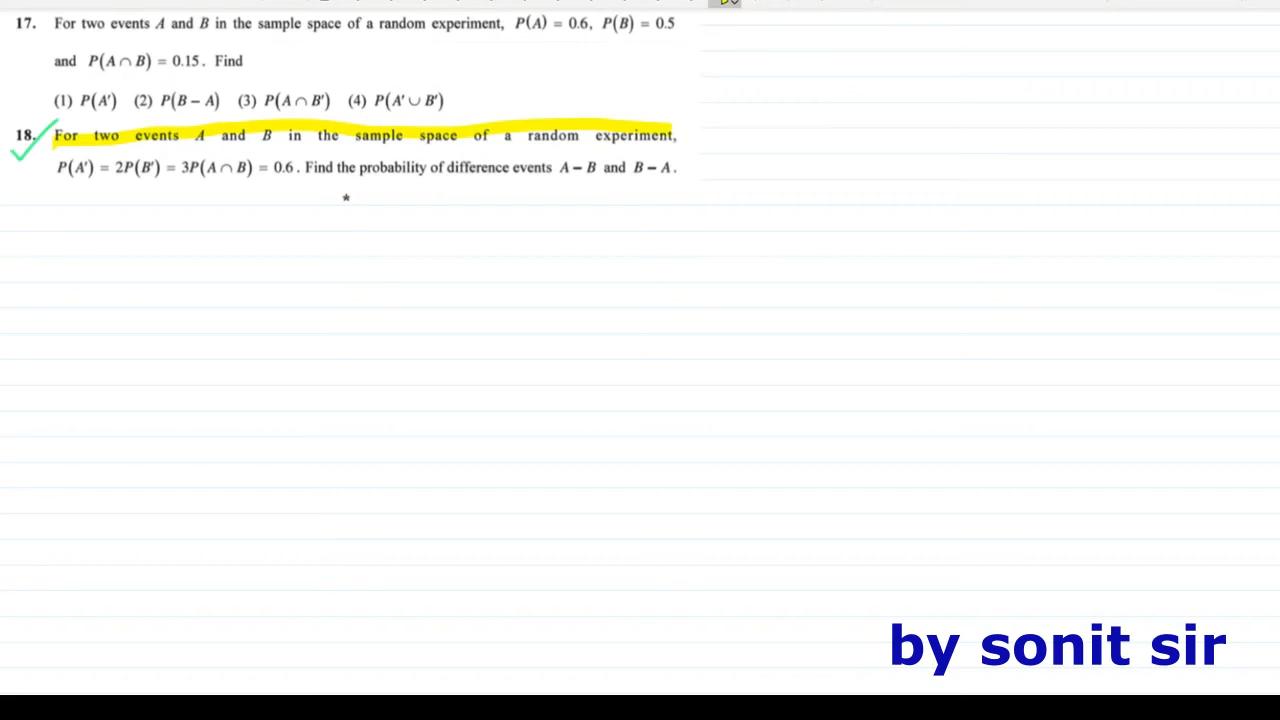 17. For two events A and B in the sample space of a random experiment, P(A) = 0.6, P(B) = 0.5
and P(A ∩ B) = 0.15. Find
(1) P(A′) (2) P(B − A) (3) P(A ∩ B′) (4) P(A′ ∪ B′)
18. For two events A and B in the sample space of a random experiment,
P(A′) = 2P(B′) = 3P(A ∩ B) = 0.6. Find the probability of difference events A − B and B − A.
*
by sonit sir